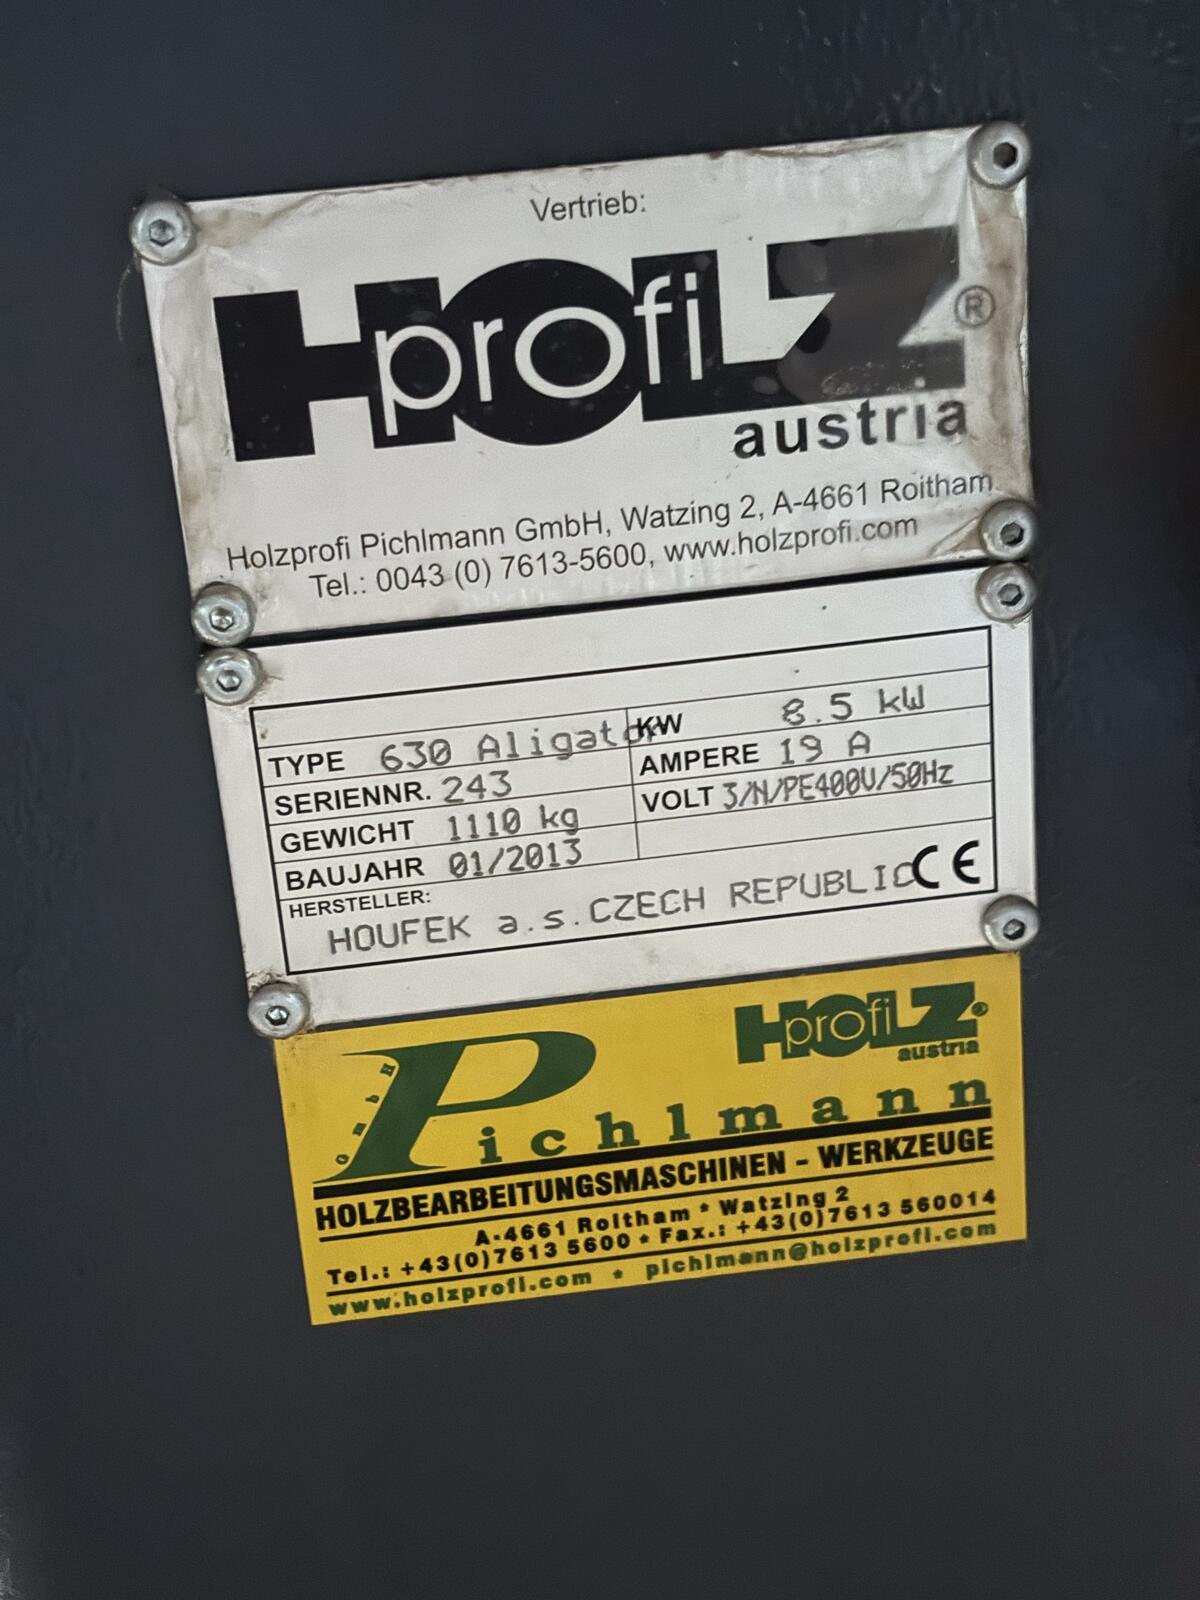 Vertrieb:
HOLZ profi ®
austria
Holzprofi Pichlmann GmbH, Watzing 2, A-4661 Roitham
Tel.: 0043 (0) 7613-5600, www.holzprofi.com
TYPE 630 Aligator KW 8.5 kW
SERIENNR. 243 AMPERE 19 A
GEWICHT 1110 kg VOLT 3/N/PE400V/50Hz
BAUJAHR 01/2013
HERSTELLER:
HOUFEK a.s. CZECH REPUBLIC CE
HOLZ profi ®
austria
Pichlmann GmbH
HOLZBEARBEITUNGSMASCHINEN - WERKZEUGE
A-4661 Roitham * Watzing 2
Tel.: +43(0)7613 5600 * Fax.: +43(0)7613 560014
www.holzprofi.com * pichlmann@holzprofi.com